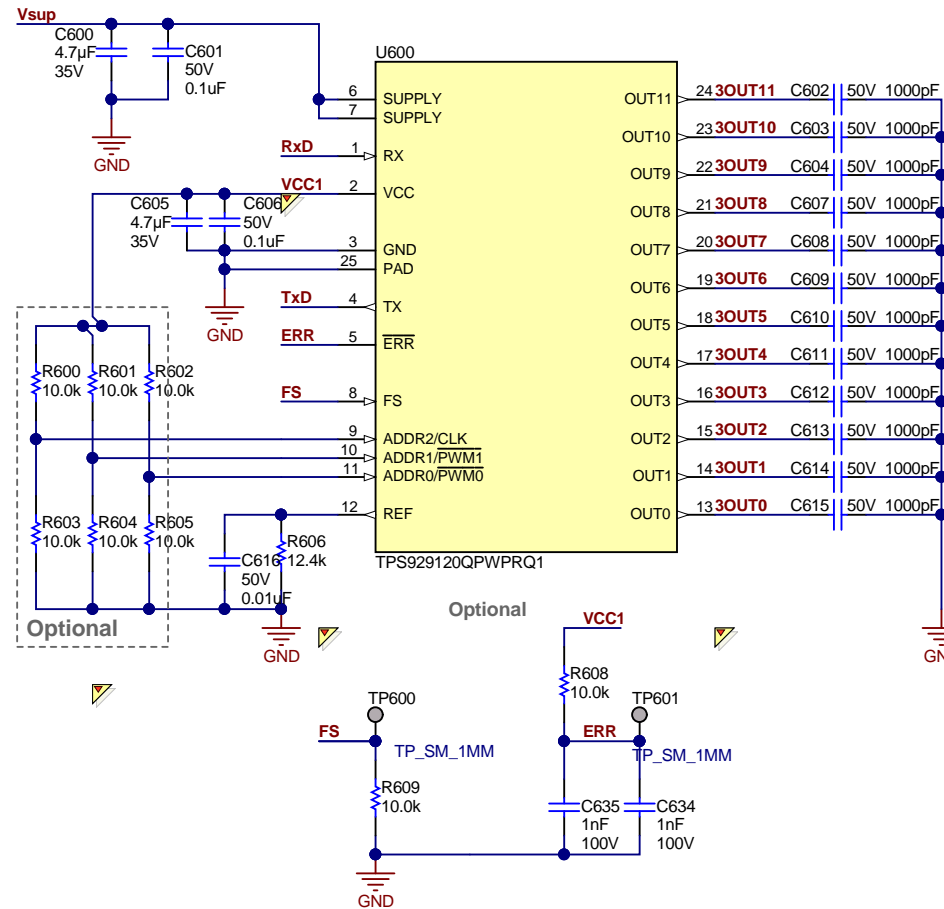 Vsup
C600
4.7µF
35V
C601
50V
0.1uF
U600
6 SUPPLY
7 SUPPLY
RxD 1 RX
VCC1 2 VCC
C605
4.7µF
35V
C606
50V
0.1uF
3 GND
25 PAD
TxD 4 TX
ERR 5 ERR
FS 8 FS
9 ADDR2/CLK
10 ADDR1/PWM1
11 ADDR0/PWM0
12 REF
GND
GND
OUT11 24 3OUT11 C602 50V 1000pF
OUT10 23 3OUT10 C603 50V 1000pF
OUT9 22 3OUT9 C604 50V 1000pF
OUT8 21 3OUT8 C607 50V 1000pF
OUT7 20 3OUT7 C608 50V 1000pF
OUT6 19 3OUT6 C609 50V 1000pF
OUT5 18 3OUT5 C610 50V 1000pF
OUT4 17 3OUT4 C611 50V 1000pF
OUT3 16 3OUT3 C612 50V 1000pF
OUT2 15 3OUT2 C613 50V 1000pF
OUT1 14 3OUT1 C614 50V 1000pF
OUT0 13 3OUT0 C615 50V 1000pF
R600
10.0k
R601
10.0k
R602
10.0k
R603
10.0k
R604
10.0k
R605
10.0k
C616
50V
0.01uF
R606
12.4k
TPS929120QPWPRQ1
Optional
Optional
GND
GN
VCC1
R608
10.0k
TP600
FS
TP_SM_1MM
ERR
TP601
TP_SM_1MM
R609
10.0k
C635
1nF
100V
C634
1nF
100V
GND